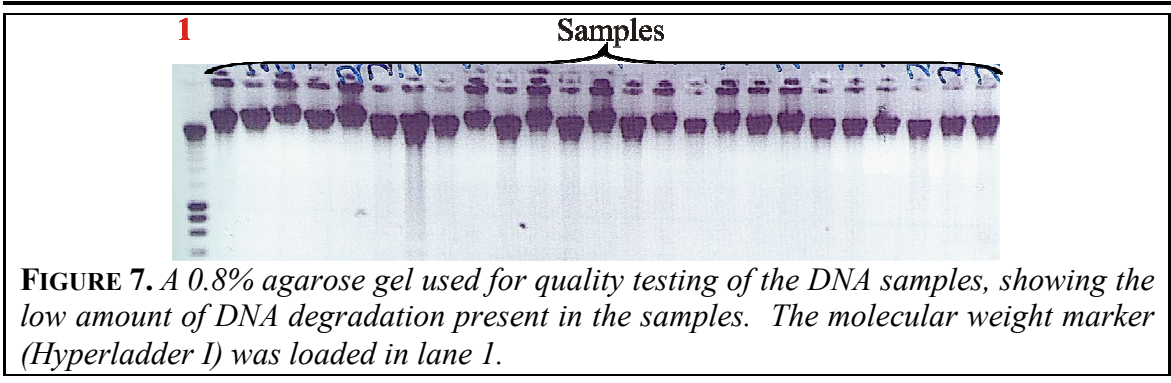 1
Samples
FIGURE 7. A 0.8% agarose gel used for quality testing of the DNA samples, showing the
low amount of DNA degradation present in the samples. The molecular weight marker
(Hyperladder I) was loaded in lane 1.